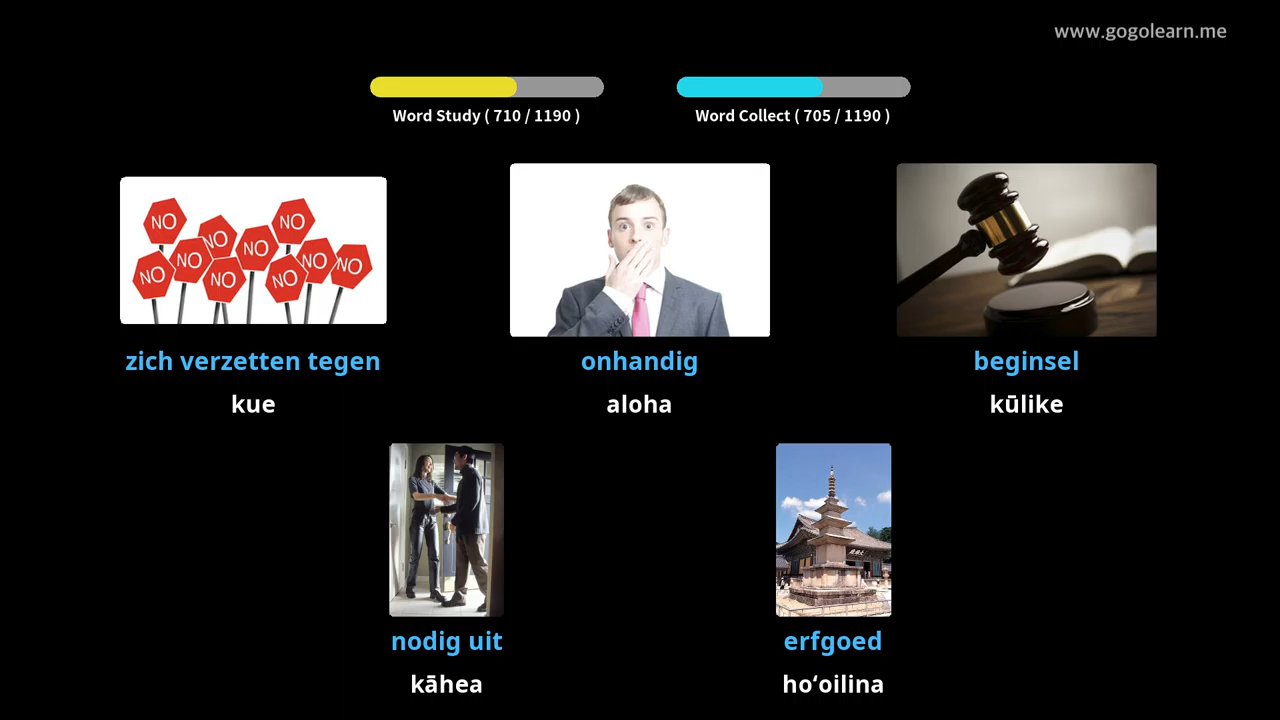 www.gogolearn.me
Word Study ( 710 / 1190 )
Word Collect ( 705 / 1190 )
NO
NO
NO
NO
NO
NO
NO
NO
NO
NO
zich verzetten tegen
onhandig
beginsel
kue
aloha
kūlike
nodig uit
erfgoed
kāhea
hoʻoilina